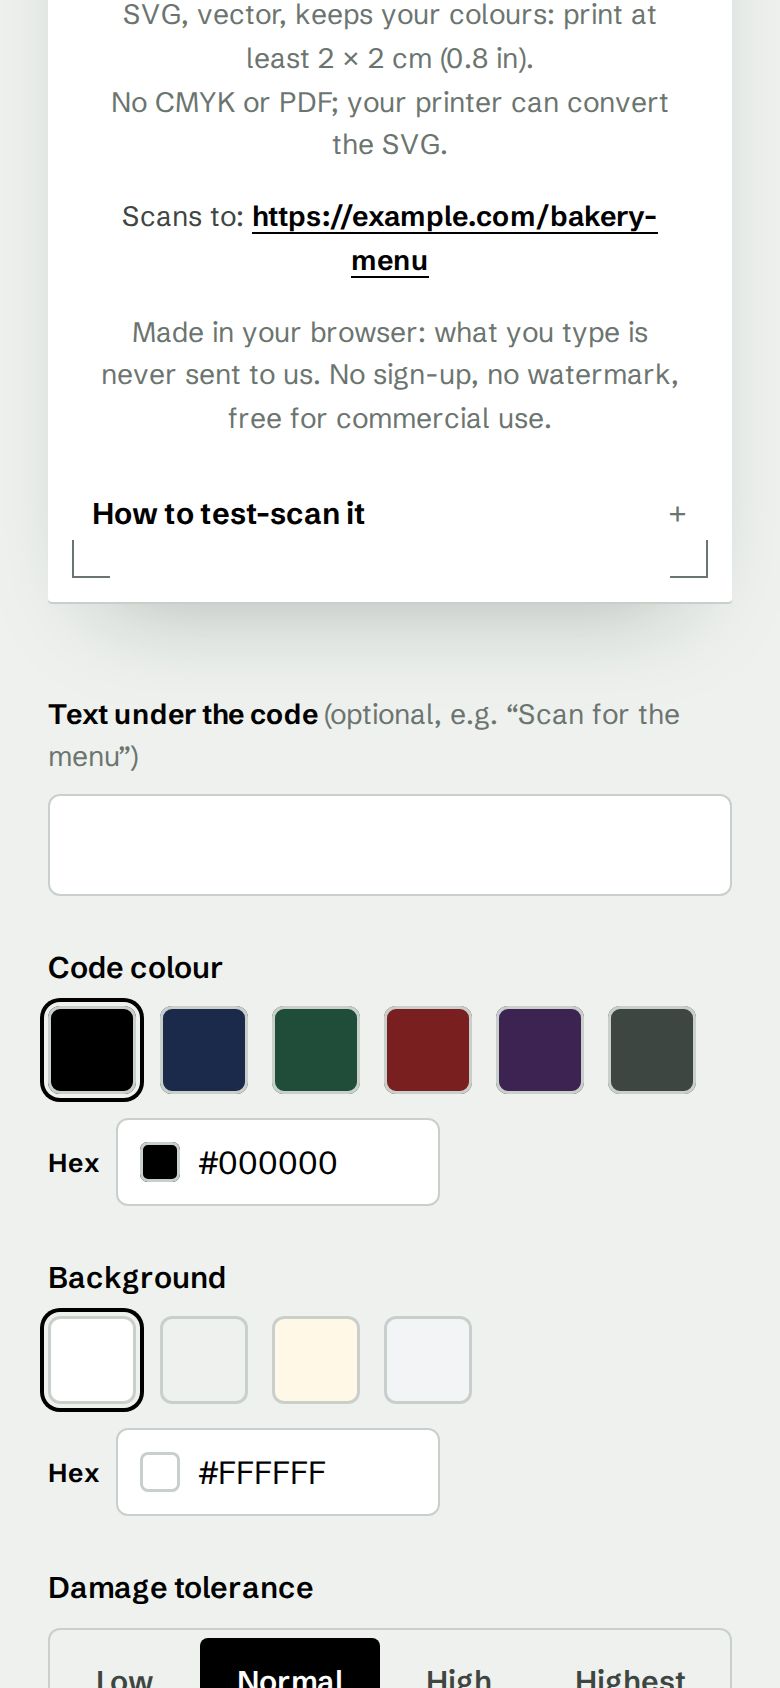 SVG, vector, keeps your colours: print at
least 2 × 2 cm (0.8 in).
No CMYK or PDF; your printer can convert
the SVG.
Scans to: https://example.com/bakery-
menu
Made in your browser: what you type is
never sent to us. No sign-up, no watermark,
free for commercial use.
How to test-scan it +
Text under the code (optional, e.g. “Scan for the
menu”)
Code colour
Hex #000000
Background
Hex #FFFFFF
Damage tolerance
Low Normal High Highest